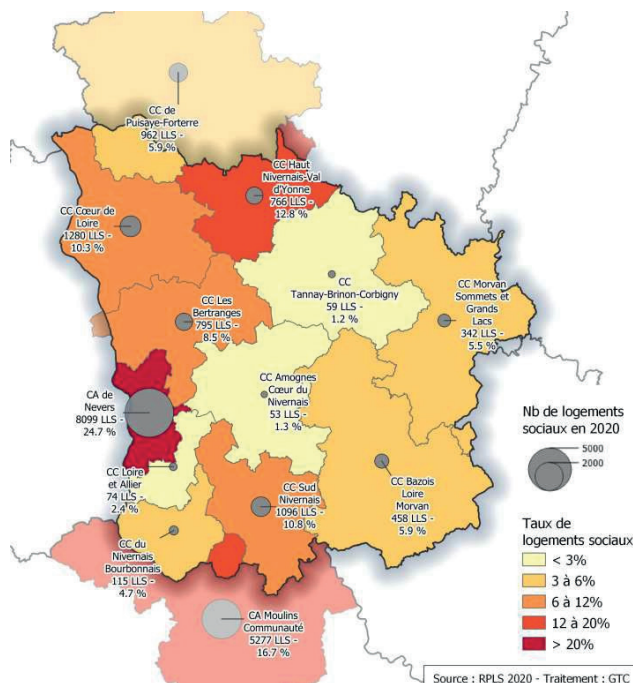 CC de
Puisaye-Forterre
962 LLS -
5.9 %
CC Haut
Nivernais-Val
d'Yonne
766 LLS -
12.8 %
CC Cœur de
Loire
1280 LLS -
10.3 %
CC
Tannay-Brinon-Corbigny
59 LLS -
1.2 %
CC Morvan
Sommets et
Grands
Lacs
342 LLS -
5.5 %
CC Les
Bertranges
795 LLS -
8.5 %
CA de
Nevers
8099 LLS -
24.7 %
CC Amognes
Cœur du
Nivernais
53 LLS -
1.3 %
CC Loire
et Allier
74 LLS -
2.4 %
CC Sud
Nivernais
1096 LLS -
10.8 %
CC Bazois
Loire
Morvan
458 LLS -
5.9 %
CC du
Nivernais
Bourbonnais
115 LLS -
4.7 %
CA Moulins
Communauté
5277 LLS -
16.7 %
Nb de logements
sociaux en 2020
5000
2000
Taux de
logements sociaux
< 3%
3 à 6%
6 à 12%
12 à 20%
> 20%
Source : RPLS 2020 - Traitement : GTC